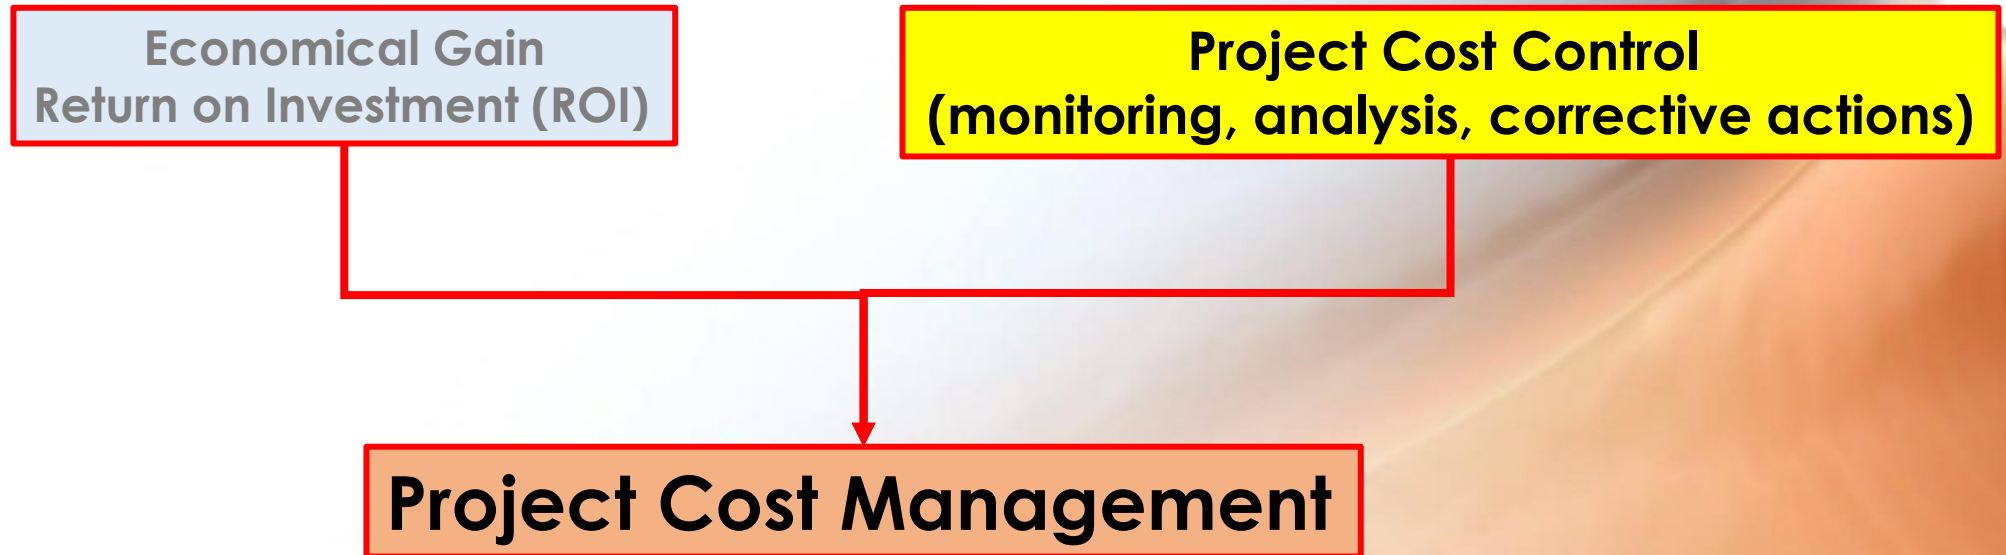 Economical Gain
Return on Investment (ROI)
Project Cost Control
(monitoring, analysis, corrective actions)
Project Cost Management